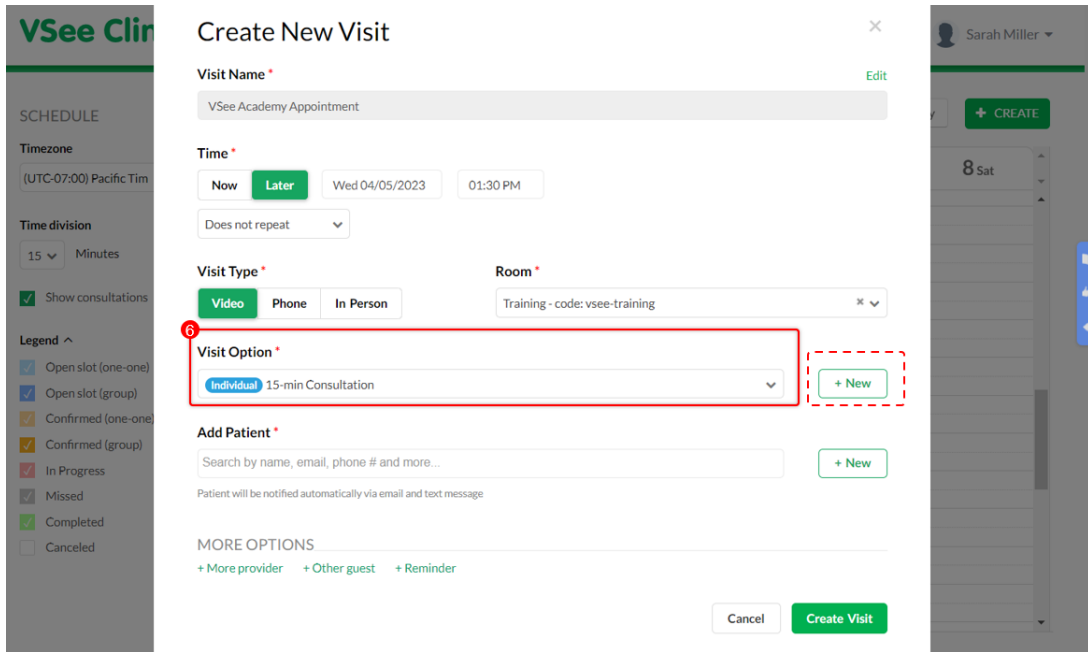 VSee Clin
Sarah Miller
SCHEDULE
Timezone
(UTC-07:00) Pacific Tim
Time division
15 Minutes
Show consultations
Legend
Open slot (one-one)
Open slot (group)
Confirmed (one-one)
Confirmed (group)
In Progress
Missed
Completed
Canceled
Create New Visit
×
Visit Name *
Edit
VSee Academy Appointment
Time *
Now Later Wed 04/05/2023 01:30 PM
Does not repeat
Visit Type *
Room *
Video Phone In Person
Training - code: vsee-training
6
Visit Option *
Individual 15-min Consultation
+ New
Add Patient *
Search by name, email, phone # and more...
+ New
Patient will be notified automatically via email and text message
MORE OPTIONS
+ More provider + Other guest + Reminder
Cancel Create Visit
+ CREATE
8 Sat